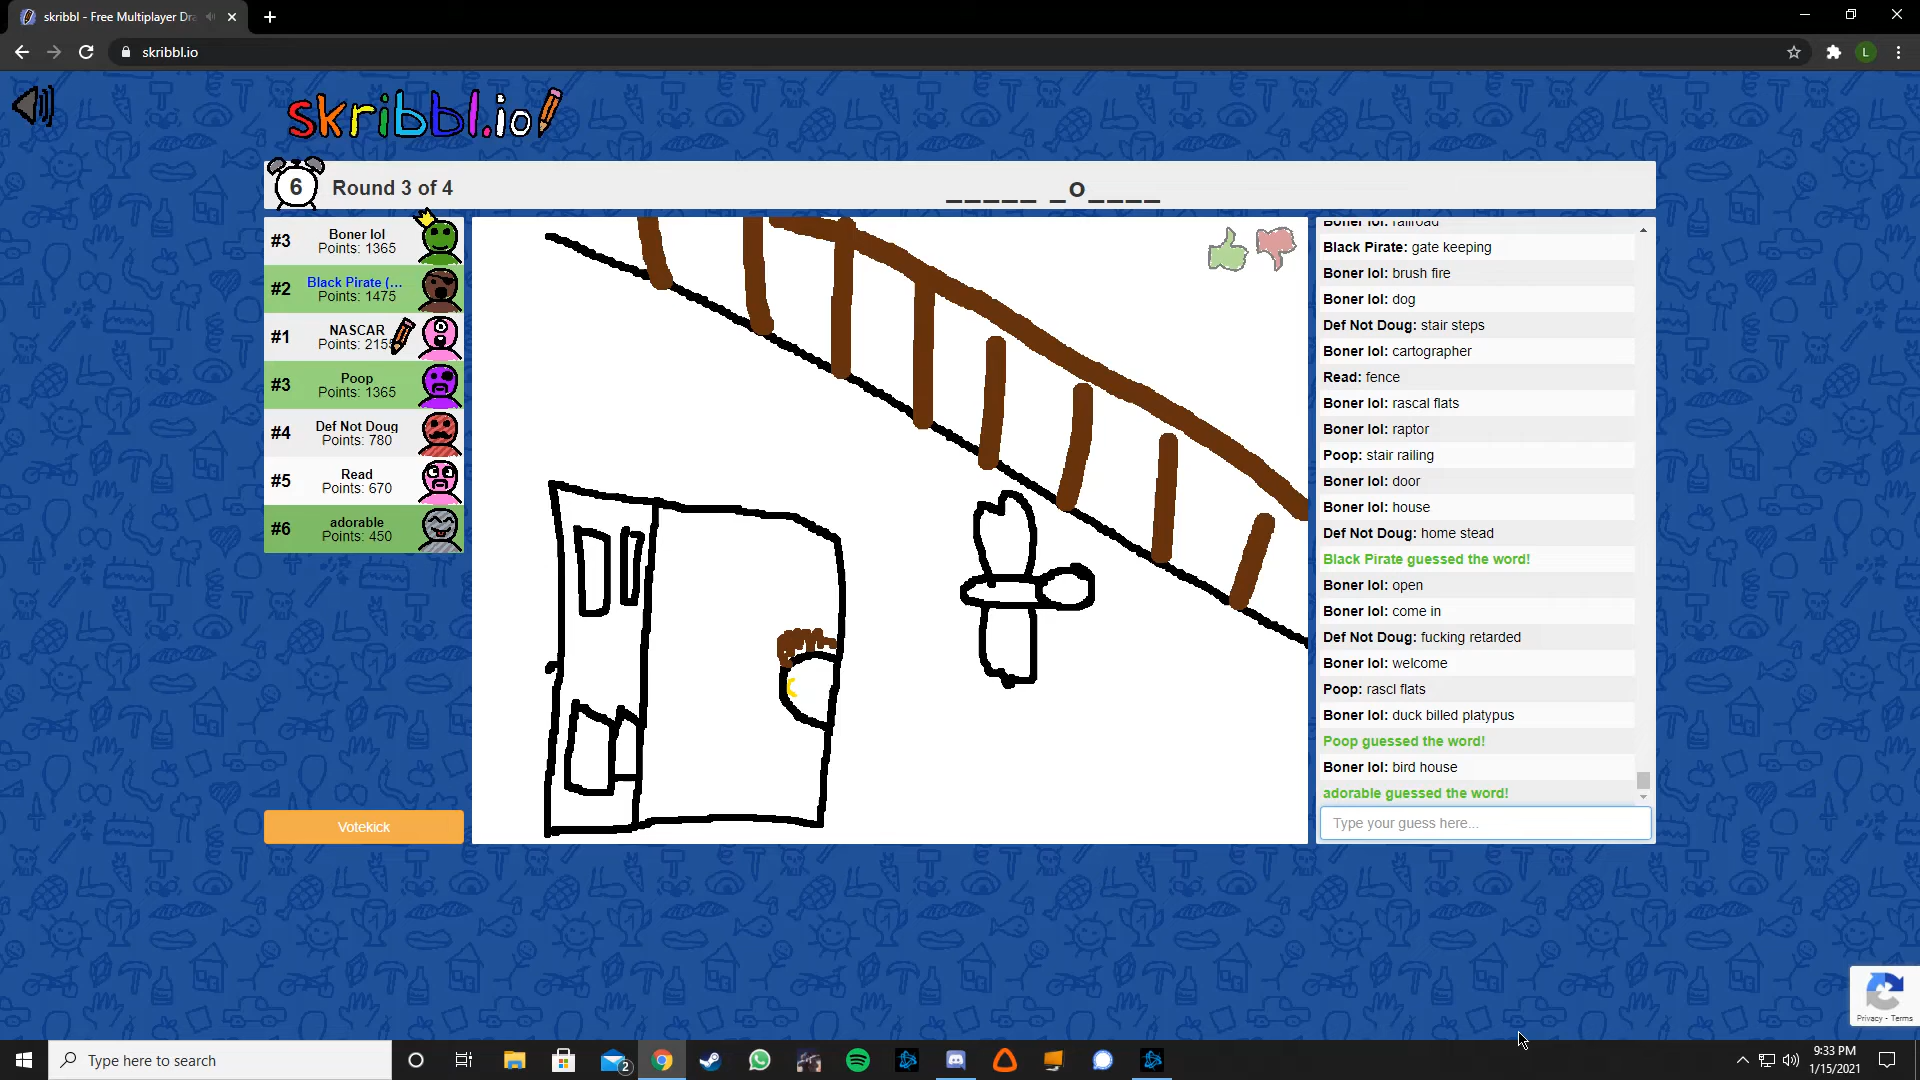 skribbl - Free Multiplayer Dra
skribbl.io
L
skribbl.io
6
Round 3 of 4
_____ _o____
#3 Boner lol
Points: 1365
#2 Black Pirate (...
Points: 1475
#1 NASCAR
Points: 2155
#3 Poop
Points: 1365
#4 Def Not Doug
Points: 780
#5 Read
Points: 670
#6 adorable
Points: 450
Votekick
Boner lol: railroad
Black Pirate: gate keeping
Boner lol: brush fire
Boner lol: dog
Def Not Doug: stair steps
Boner lol: cartographer
Read: fence
Boner lol: rascal flats
Boner lol: raptor
Poop: stair railing
Boner lol: door
Boner lol: house
Def Not Doug: home stead
Black Pirate guessed the word!
Boner lol: open
Boner lol: come in
Def Not Doug: fucking retarded
Boner lol: welcome
Poop: rascl flats
Boner lol: duck billed platypus
Poop guessed the word!
Boner lol: bird house
adorable guessed the word!
Type your guess here...
Privacy - Terms
Type here to search
2
9:33 PM
1/15/2021